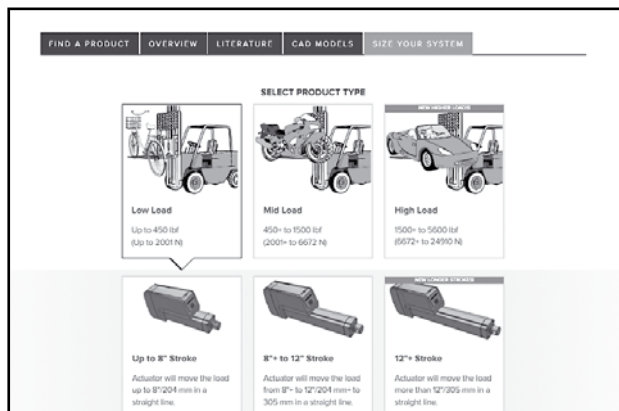 FIND A PRODUCT OVERVIEW LITERATURE CAD MODELS SIZE YOUR SYSTEM
SELECT PRODUCT TYPE
Low Load
Up to 450 lbf
(Up to 2001 N)
Mid Load
450+ to 1500 lbf
(2001+ to 6672 N)
NEW HIGHER LOADS
High Load
1500+ to 5600 lbf
(6672+ to 24910 N)
Up to 8" Stroke
Actuator will move the load
up to 8"/204 mm in a
straight line.
8"+ to 12" Stroke
Actuator will move the load
from 8"+ to 12"/204 mm+ to
305 mm in a straight line.
NEW LONGER STROKES
12"+ Stroke
Actuator will move the load
more than 12"/305 mm in a
straight line.